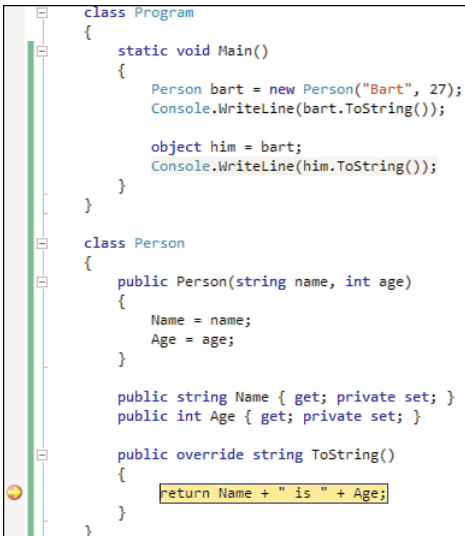 class Program
{
static void Main()
{
Person bart = new Person("Bart", 27);
Console.WriteLine(bart.ToString());
object him = bart;
Console.WriteLine(him.ToString());
}
}
class Person
{
public Person(string name, int age)
{
Name = name;
Age = age;
}
public string Name { get; private set; }
public int Age { get; private set; }
public override string ToString()
{
return Name + " is " + Age;
}
}